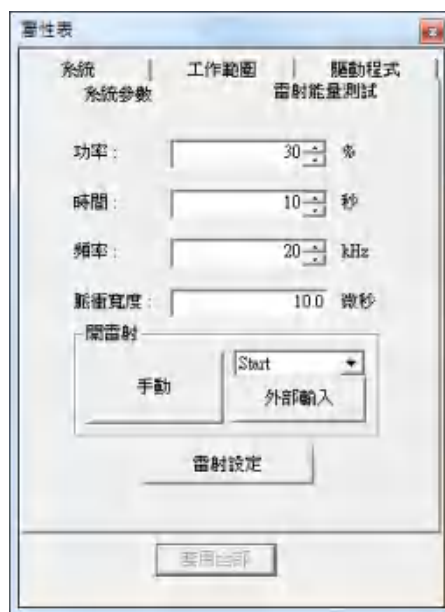 屬性表
系統 工作範圍 驅動程式
系統參數 雷射能量測試
功率： 30 %
時間： 10 秒
頻率： 20 kHz
脈衝寬度： 10.0 微秒
開雷射
手動
Start
外部輸入
雷射設定
套用全部